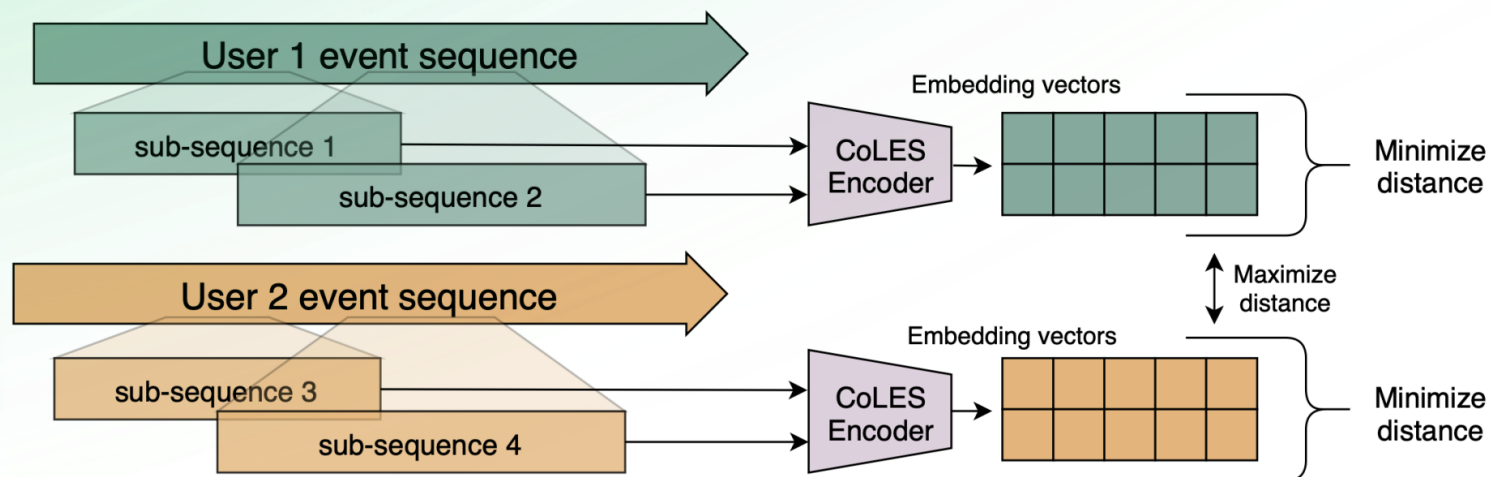 User 1 event sequence
sub-sequence 1
sub-sequence 2
CoLES
Encoder
Embedding vectors
Minimize
distance
Maximize
distance
User 2 event sequence
sub-sequence 3
sub-sequence 4
CoLES
Encoder
Embedding vectors
Minimize
distance